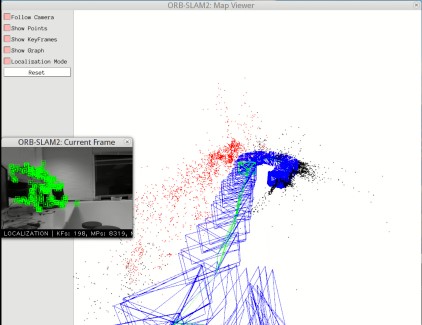 ORB-SLAM2: Map Viewer
Follow Camera
Show Points
Show KeyFrames
Show Graph
Localization Mode
Reset
ORB-SLAM2: Current Frame
LOCALIZATION | KFs: 198, MPs: 8319,